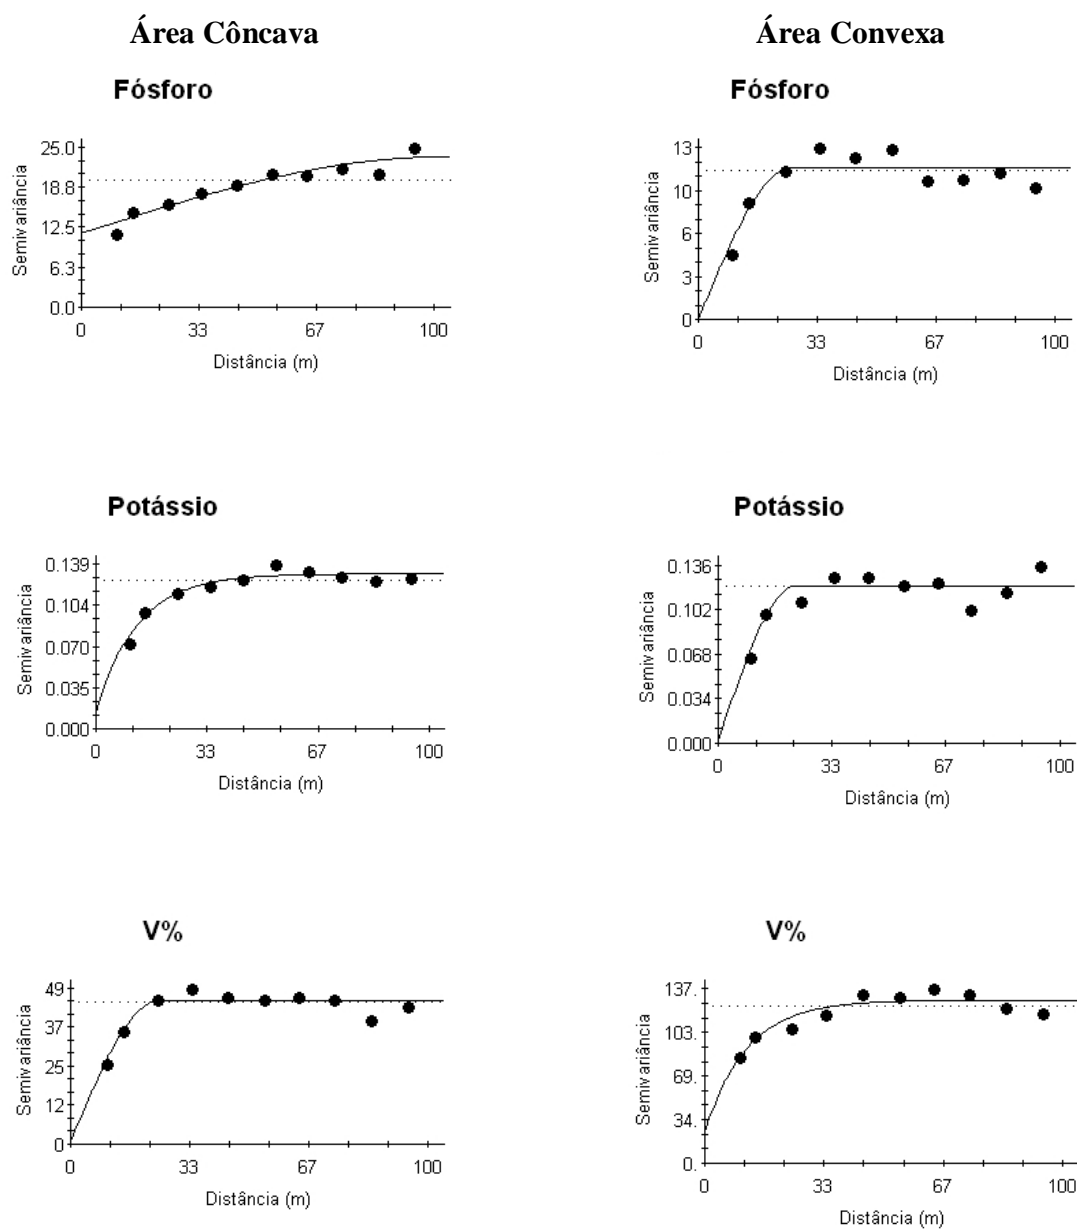 Área Côncava
Área Convexa
Fósforo
Semivariância
25.0
18.8
12.5
6.3
0.0
0 33 67 100
Distância (m)
Fósforo
Semivariância
13
10
6
3
0
0 33 67 100
Distância (m)
Potássio
Semivariância
0.139
0.104
0.070
0.035
0.000
0 33 67 100
Distância (m)
Potássio
Semivariância
0.136
0.102
0.068
0.034
0.000
0 33 67 100
Distância (m)
V%
Semivariância
49
37
25
12
0
0 33 67 100
Distância (m)
V%
Semivariância
137.
103.
69.
34.
0.
0 33 67 100
Distância (m)